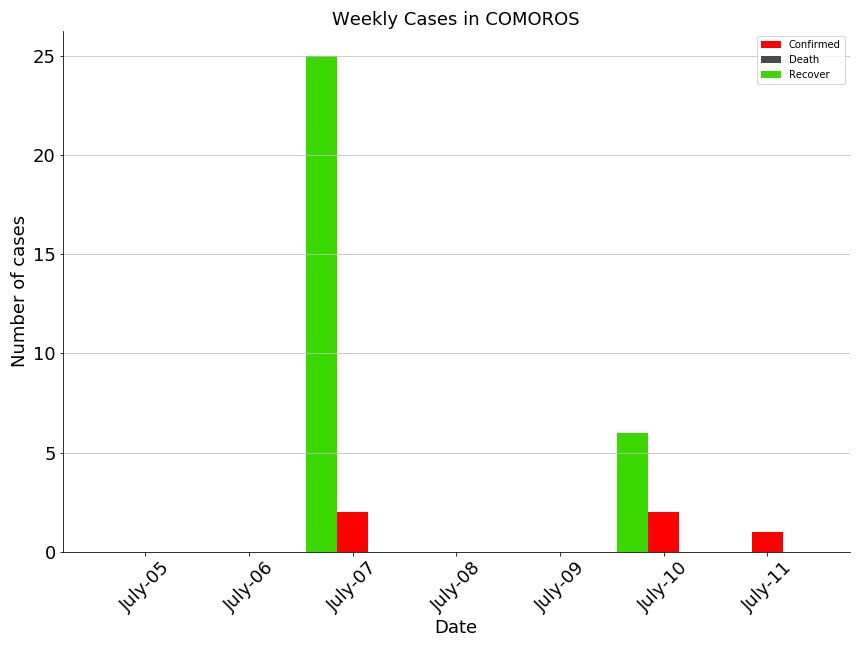 Weekly Cases in COMOROS
Confirmed
Death
Recover
Number of cases
25
20
15
10
5
0
July-05
July-06
July-07
July-08
July-09
July-10
July-11
Date